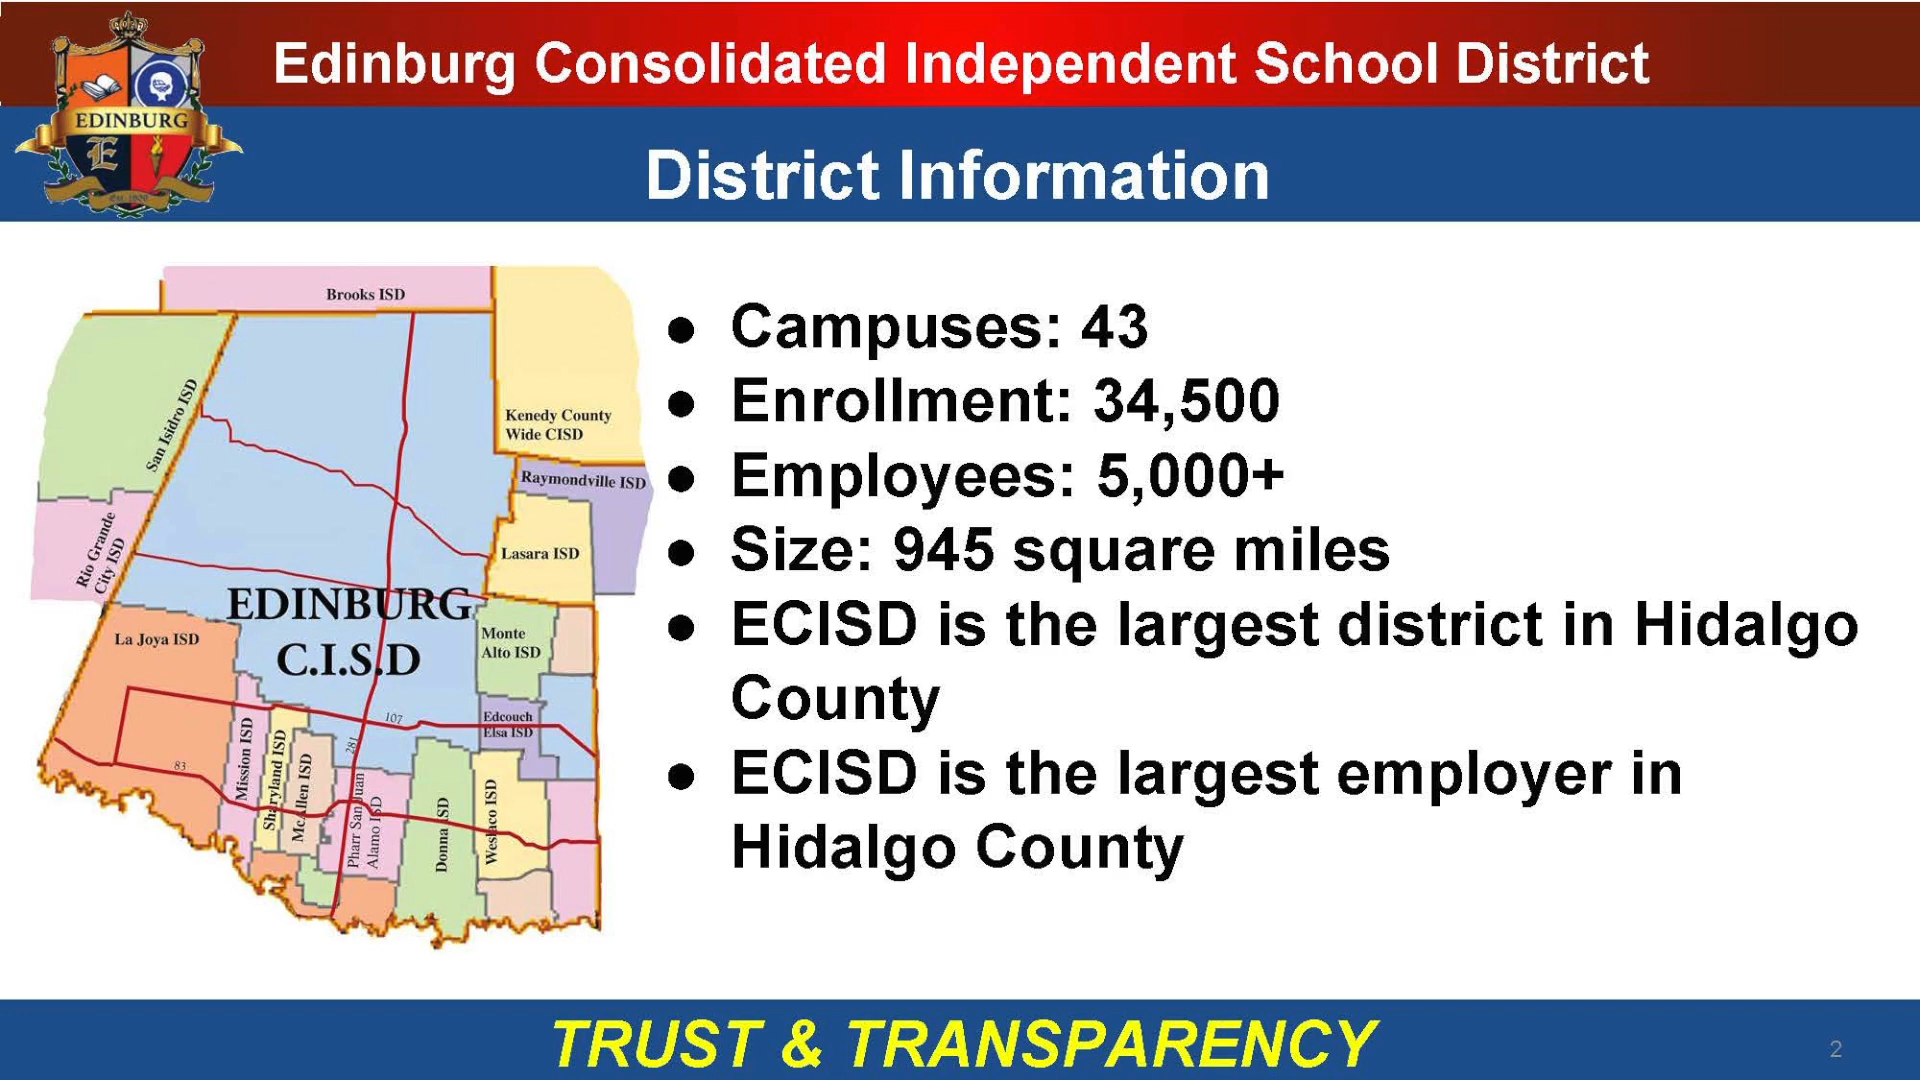 Edinburg Consolidated Independent School District
EDINBURG
E
District Information
Brooks ISD
San Isidro ISD
Kenedy County
Wide CISD
Raymondville ISD
Rio Grande
City ISD
Lasara ISD
EDINBURG
C.I.S.D
La Joya ISD
Monte
Alto ISD
107
Edcouch
Elsa ISD
281
83
Mission ISD
Sharyland ISD
McAllen ISD
Pharr San Juan
Alamo ISD
Donna ISD
Weslaco ISD
● Campuses: 43
● Enrollment: 34,500
● Employees: 5,000+
● Size: 945 square miles
● ECISD is the largest district in Hidalgo
County
● ECISD is the largest employer in
Hidalgo County
TRUST & TRANSPARENCY
2